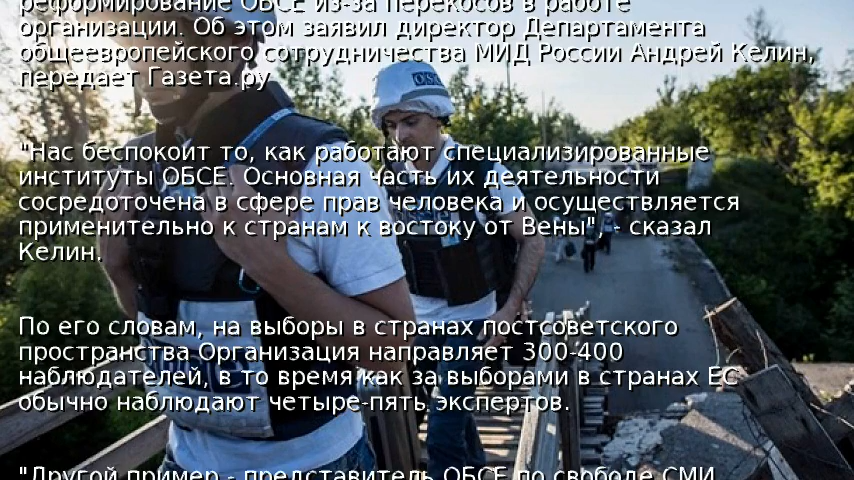 реформирование ОБСЕ из-за перекосов в работе
организации. Об этом заявил директор Департамента
общеевропейского сотрудничества МИД России Андрей Келин,
передает Газета.ру
OSCE
"Нас беспокоит то, как работают специализированные
институты ОБСЕ. Основная часть их деятельности
сосредоточена в сфере прав человека и осуществляется
применительно к странам к востоку от Вены", - сказал
Келин.
По его словам, на выборы в странах постсоветского
пространства Организация направляет 300-400
наблюдателей, в то время как за выборами в странах ЕС
обычно наблюдают четыре-пять экспертов.
"Другой пример - представитель ОБСЕ по свободе СМИ